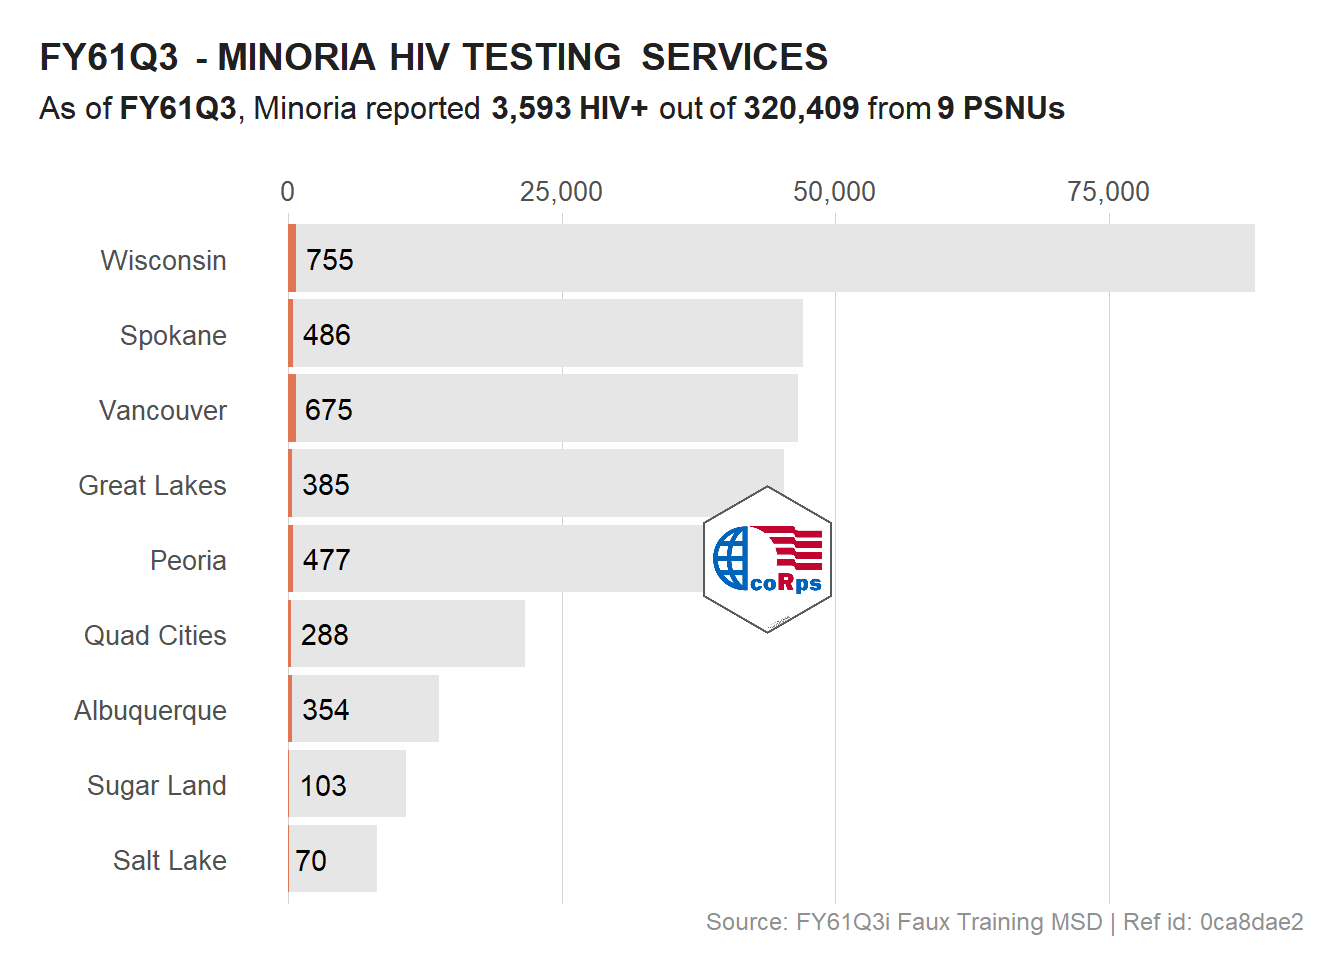 FY61Q3 - MINORIA HIV TESTING SERVICES
As of FY61Q3, Minoria reported 3,593 HIV+ out of 320,409 from 9 PSNUs
0 25,000 50,000 75,000
Wisconsin 755
Spokane 486
Vancouver 675
Great Lakes 385
Peoria 477
coRps
Quad Cities 288
Albuquerque 354
Sugar Land 103
Salt Lake 70
Source: FY61Q3i Faux Training MSD | Ref id: 0ca8dae2